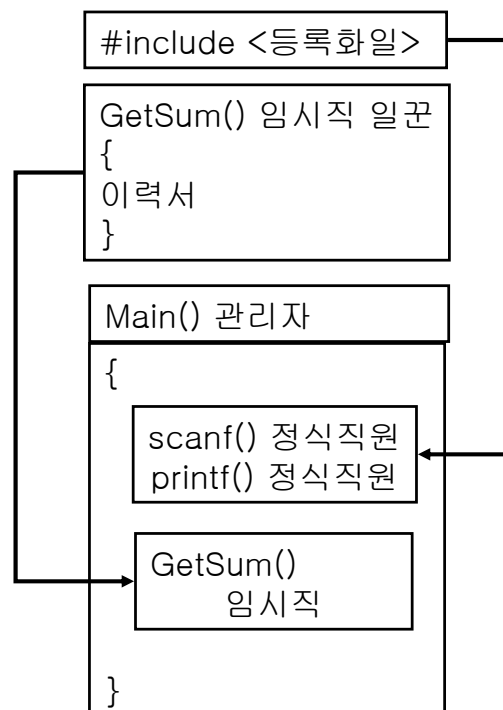 #include <등록화일>
GetSum() 임시직 일꾼
{
이력서
}
Main() 관리자
{
scanf() 정식직원
printf() 정식직원
GetSum()
임시직
}